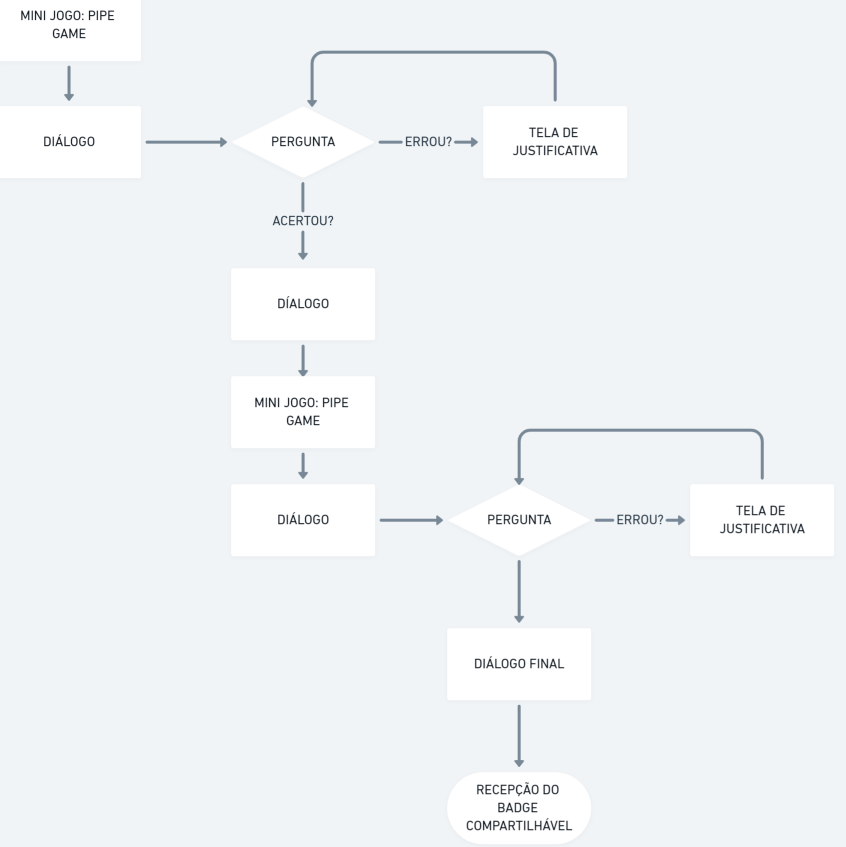 MINI JOGO: PIPE
GAME
DIÁLOGO
PERGUNTA
ERROU?
TELA DE
JUSTIFICATIVA
ACERTOU?
DÍALOGO
MINI JOGO: PIPE
GAME
DIÁLOGO
PERGUNTA
ERROU?
TELA DE
JUSTIFICATIVA
DIÁLOGO FINAL
RECEPÇÃO DO
BADGE
COMPARTILHÁVEL